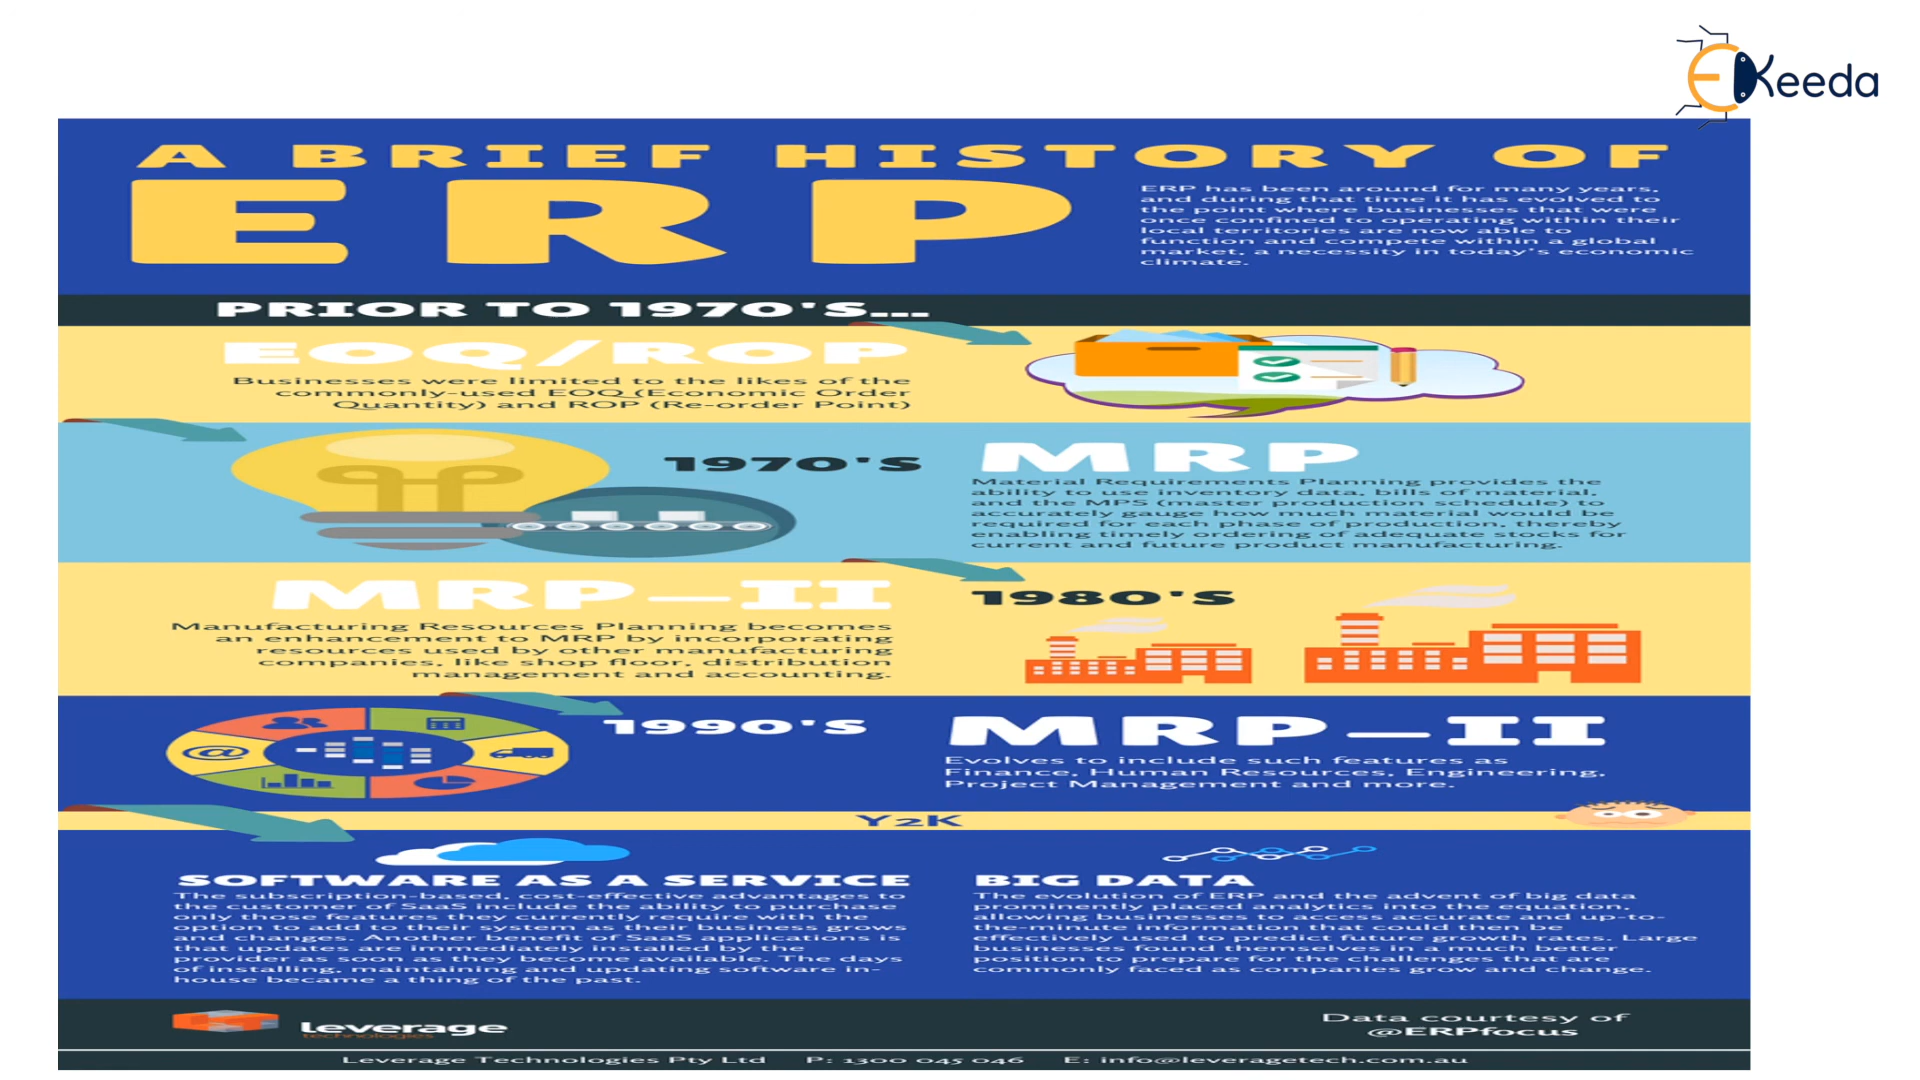 EKeeda
A BRIEF HISTORY OF
ERP
ERP has been around for many years,
and during that time it has evolved to
the point where businesses that were
once confined to operating within their
local territories are now able to
function and compete within a global
market, a necessity in today's economic
climate.
PRIOR TO 1970'S...
EOQ/ROP
Businesses were limited to the likes of the
commonly-used EOQ (Economic Order
Quantity) and ROP (Re-order Point)
1970'S
MRP
Material Requirements Planning provides the
ability to use inventory data, bills of material,
and the MPS (master production schedule) to
accurately gauge how much material would be
required for each phase of production, thereby
enabling timely ordering of adequate stocks for
current and future product manufacturing.
MRP-II
Manufacturing Resources Planning becomes
an enhancement to MRP by incorporating
resources used by other manufacturing
companies, like shop floor, distribution
management and accounting.
1980'S
1990'S
MRP-II
Evolves to include such features as
Finance, Human Resources, Engineering,
Project Management and more.
Y2K
SOFTWARE AS A SERVICE
The subscription-based, cost-effective advantages to
the customer of SaaS include the ability to purchase
only those features they currently require with the
option to add to their system as their business grows
and changes. Another benefit of SaaS applications is
that updates are immediately installed by the
provider as soon as they become available. The days
of installing, maintaining and updating software in-
house became a thing of the past.
BIG DATA
The evolution of ERP and the advent of big data
prominently placed analytics into the equation,
allowing businesses to access accurate and up-to-
the-minute information that could then be
effectively used to predict future growth rates. Large
businesses found themselves in a much better
position to prepare for the challenges that are
commonly faced as companies grow and change.
leverage
technologies
Data courtesy of
@ERPfocus
Leverage Technologies Pty Ltd P: 1300 045 046 E: info@leveragetech.com.au